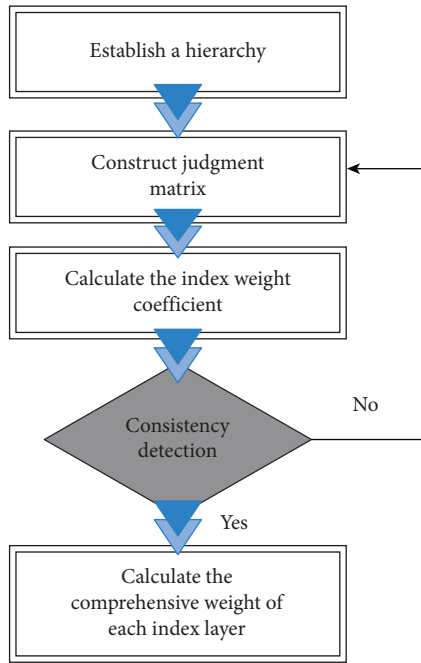 Establish a hierarchy
Construct judgment
matrix
Calculate the index weight
coefficient
Consistency
detection
No
Yes
Calculate the
comprehensive weight of
each index layer